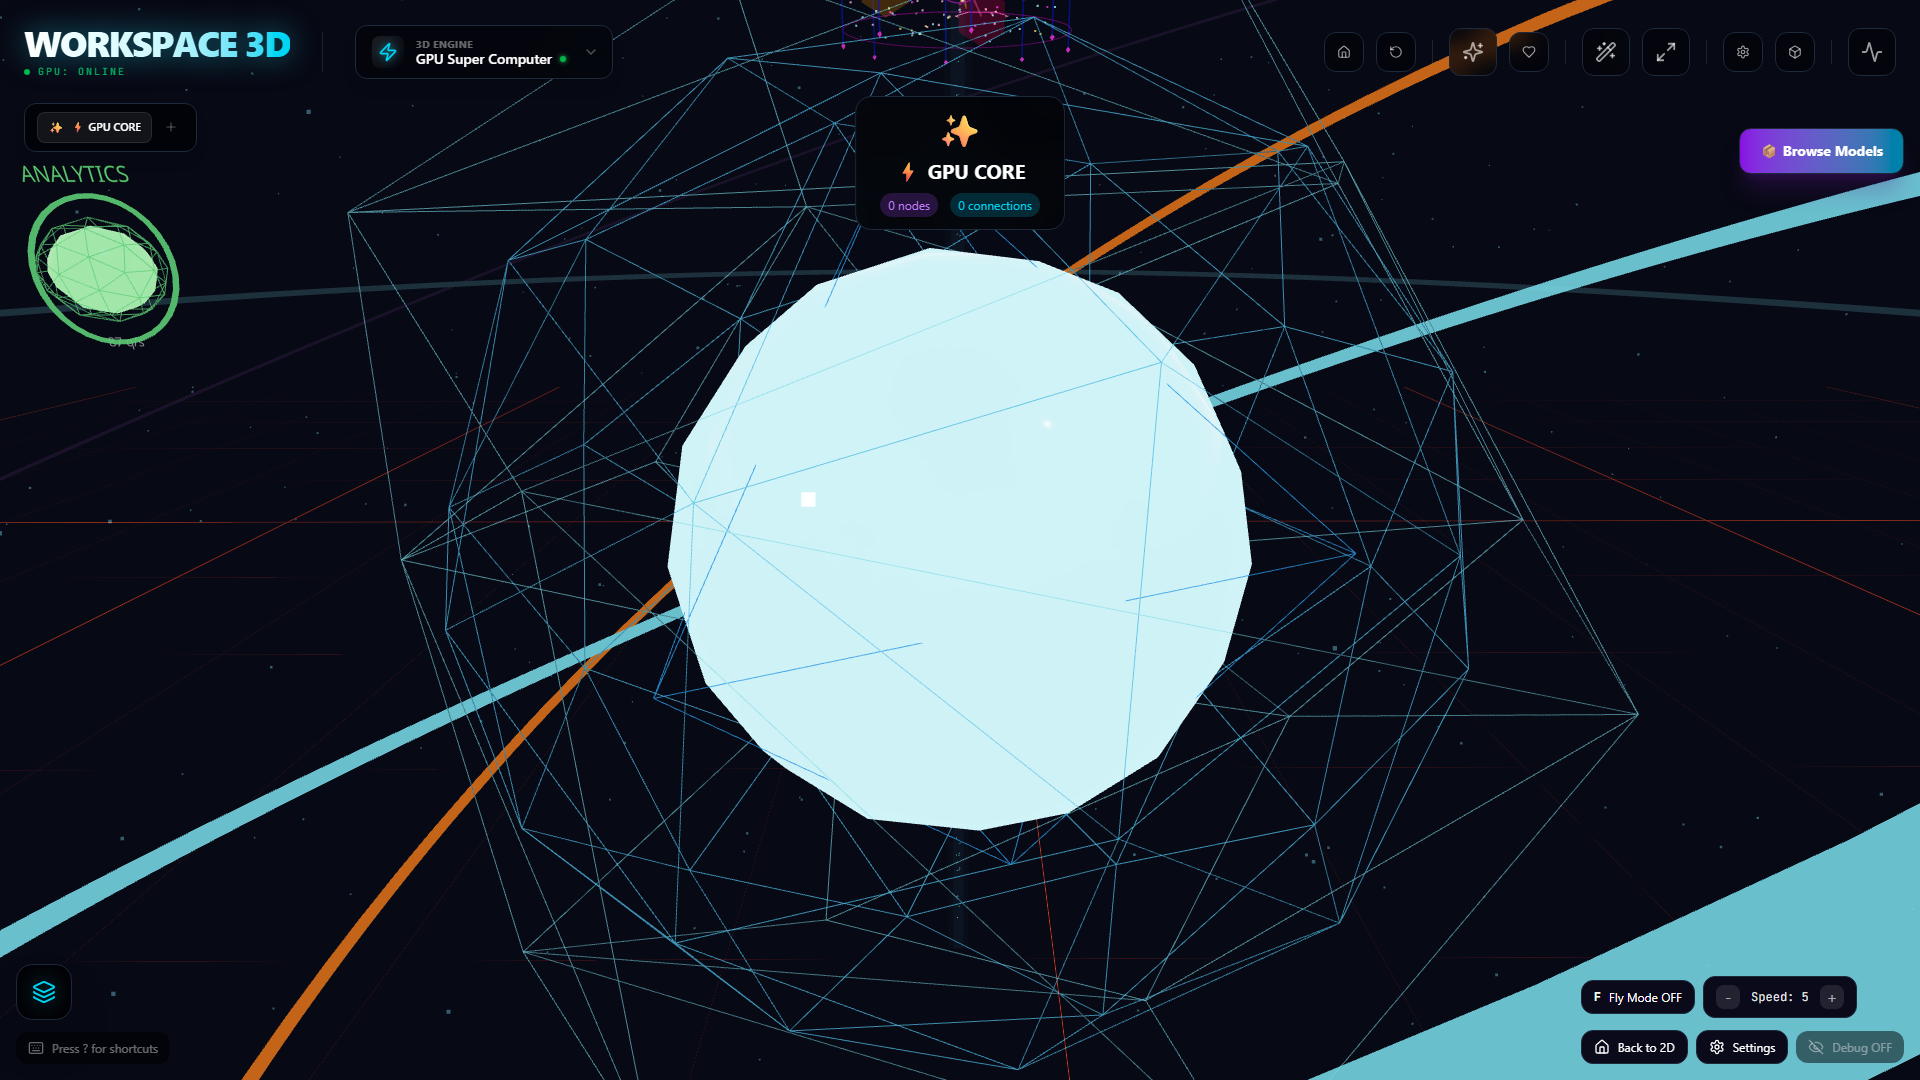 WORKSPACE 3D
GPU: ONLINE
3D ENGINE
GPU Super Computer
GPU CORE
+
ANALYTICS
GPU CORE
0 nodes
0 connections
Browse Models
F Fly Mode OFF
- Speed: 5 +
Press ? for shortcuts
Back to 2D
Settings
Debug OFF